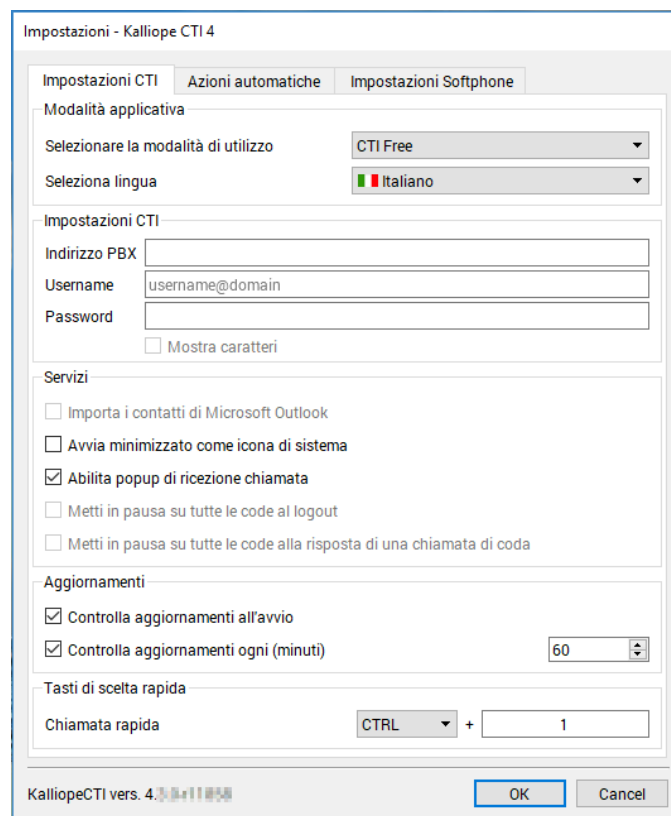 Impostazioni - Kalliope CTI 4
Impostazioni CTI Azioni automatiche Impostazioni Softphone
Modalità applicativa
Selezionare la modalità di utilizzo CTI Free
Seleziona lingua Italiano
Impostazioni CTI
Indirizzo PBX
Username username@domain
Password
Mostra caratteri
Servizi
Importa i contatti di Microsoft Outlook
Avvia minimizzato come icona di sistema
Abilita popup di ricezione chiamata
Metti in pausa su tutte le code al logout
Metti in pausa su tutte le code alla risposta di una chiamata di coda
Aggiornamenti
Controlla aggiornamenti all'avvio
Controlla aggiornamenti ogni (minuti) 60
Tasti di scelta rapida
Chiamata rapida CTRL + 1
KalliopeCTI vers. 4. OK Cancel